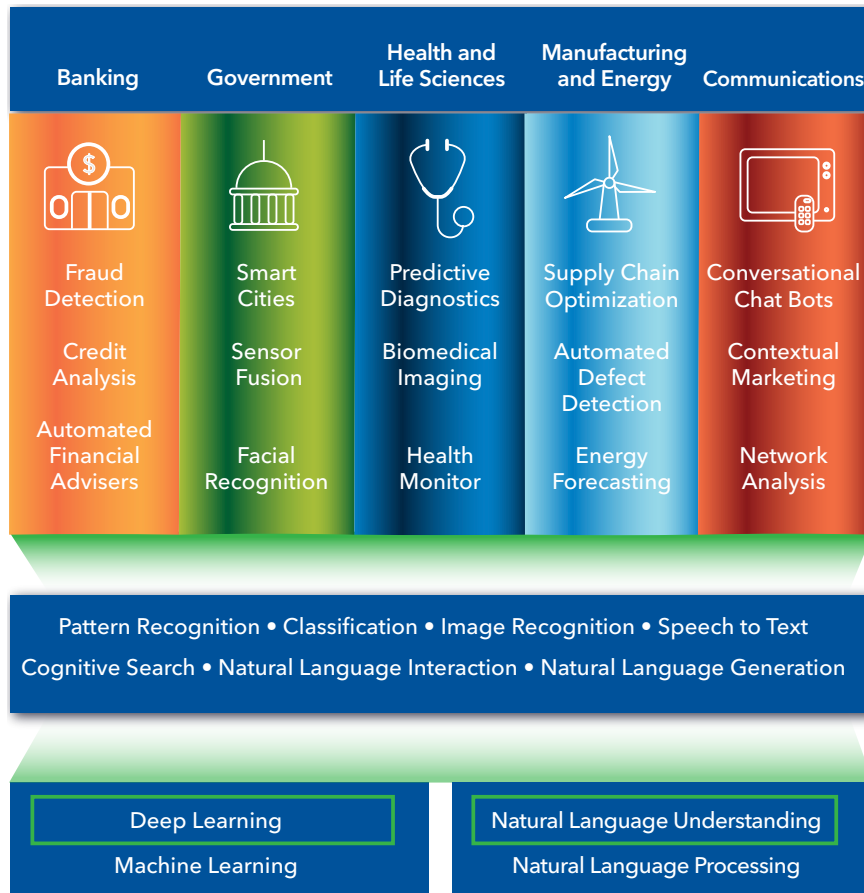 Banking
Government
Health and
Life Sciences
Manufacturing
and Energy
Communications
$
Fraud
Detection
Credit
Analysis
Automated
Financial
Advisers
Smart
Cities
Sensor
Fusion
Facial
Recognition
Predictive
Diagnostics
Biomedical
Imaging
Health
Monitor
Supply Chain
Optimization
Automated
Defect
Detection
Energy
Forecasting
Conversational
Chat Bots
Contextual
Marketing
Network
Analysis
Pattern Recognition • Classification • Image Recognition • Speech to Text
Cognitive Search • Natural Language Interaction • Natural Language Generation
Deep Learning
Machine Learning
Natural Language Understanding
Natural Language Processing